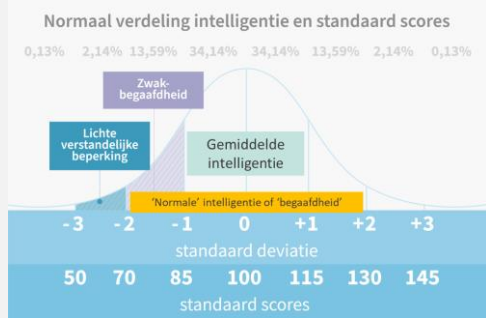 Normaal verdeling intelligentie en standaard scores
0,13% 2,14% 13,59% 34,14% 34,14% 13,59% 2,14% 0,13%
Zwak-
begaafdheid
Lichte
verstandelijke
beperking
Gemiddelde
intelligentie
'Normale' intelligentie of 'begaafdheid'
-3 -2 -1 0 +1 +2 +3
standaard deviatie
50 70 85 100 115 130 145
standaard scores